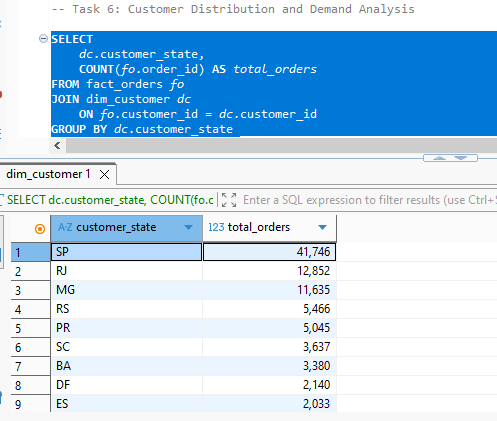 -- Task 6: Customer Distribution and Demand Analysis
SELECT
dc.customer_state,
COUNT(fo.order_id) AS total_orders
FROM fact_orders fo
JOIN dim_customer dc
ON fo.customer_id = dc.customer_id
GROUP BY dc.customer_state
dim_customer 1
SELECT dc.customer_state, COUNT(fo.c
Enter a SQL expression to filter results (use Ctrl+S
A-Z customer_state 123 total_orders
1 SP 41,746
2 RJ 12,852
3 MG 11,635
4 RS 5,466
5 PR 5,045
6 SC 3,637
7 BA 3,380
8 DF 2,140
9 ES 2,033